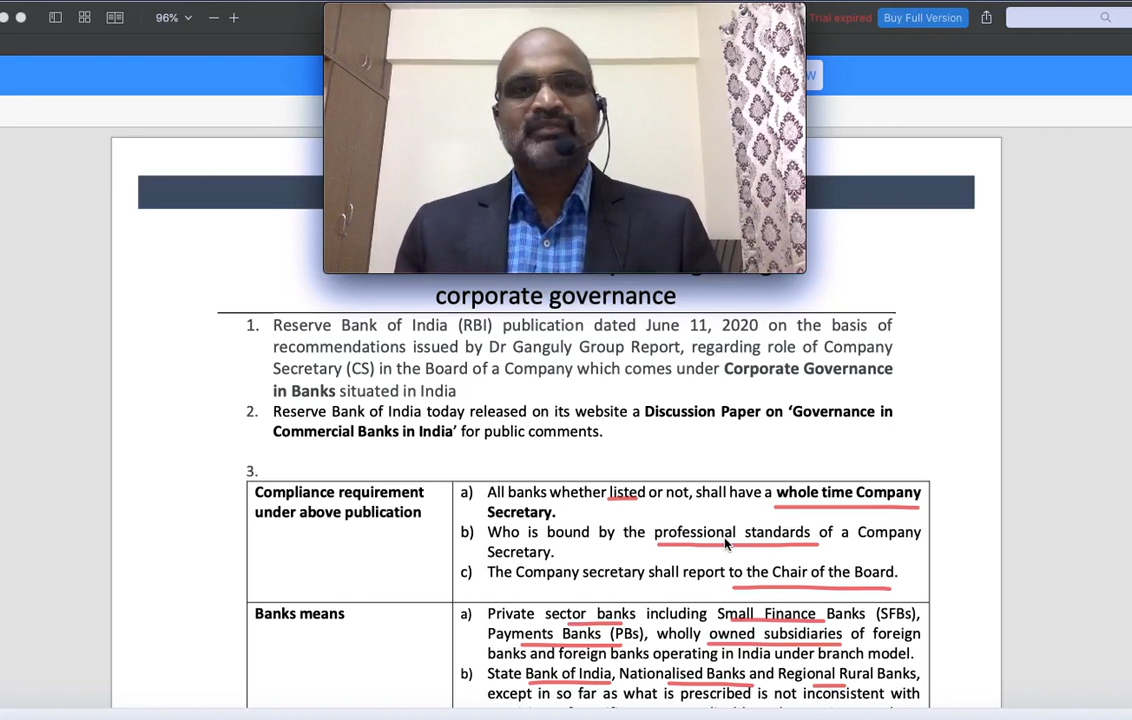 96%
Trial expired
Buy Full Version
W
corporate governance
1. Reserve Bank of India (RBI) publication dated June 11, 2020 on the basis of
recommendations issued by Dr Ganguly Group Report, regarding role of Company
Secretary (CS) in the Board of a Company which comes under Corporate Governance
in Banks situated in India
2. Reserve Bank of India today released on its website a Discussion Paper on ‘Governance in
Commercial Banks in India’ for public comments.
3.
Compliance requirement
under above publication
a) All banks whether listed or not, shall have a whole time Company
Secretary.
b) Who is bound by the professional standards of a Company
Secretary.
c) The Company secretary shall report to the Chair of the Board.
Banks means
a) Private sector banks including Small Finance Banks (SFBs),
Payments Banks (PBs), wholly owned subsidiaries of foreign
banks and foreign banks operating in India under branch model.
b) State Bank of India, Nationalised Banks and Regional Rural Banks,
except in so far as what is prescribed is not inconsistent with